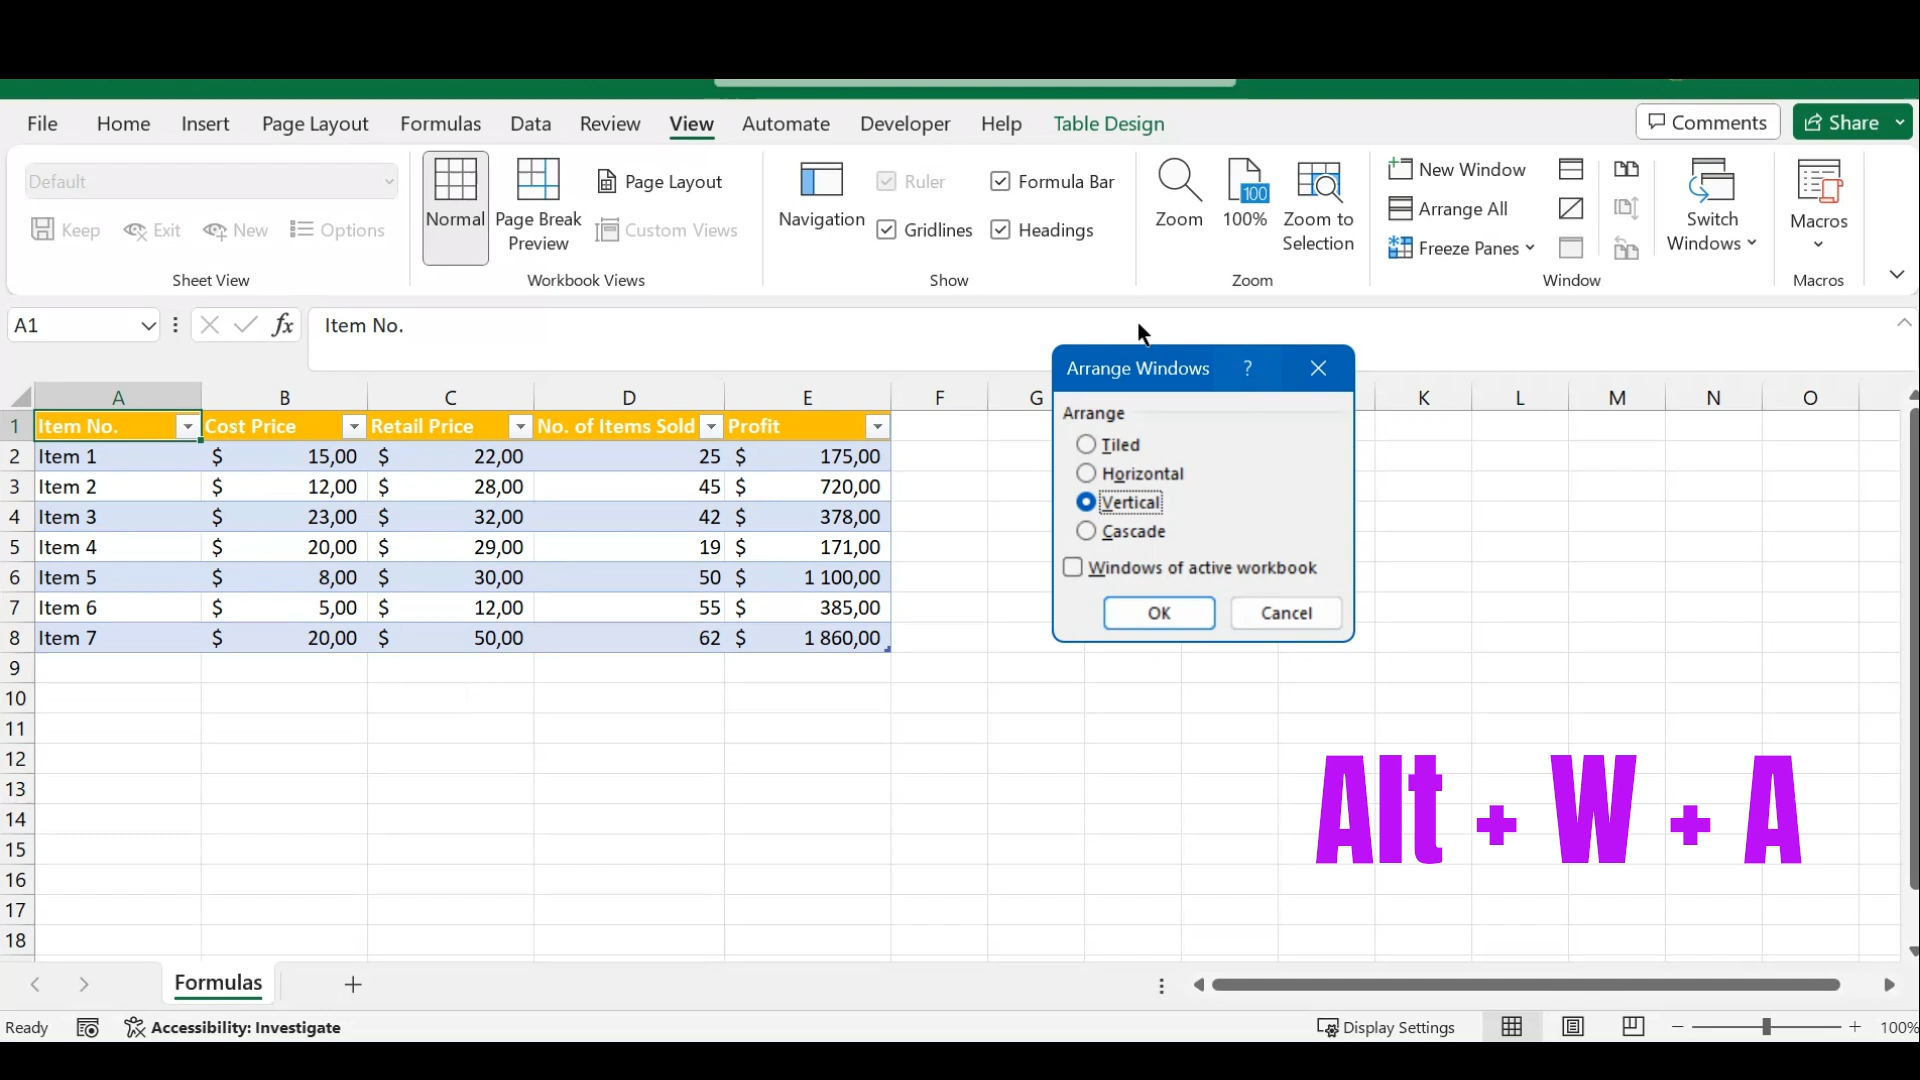 File Home Insert Page Layout Formulas Data Review View Automate Developer Help Table Design Comments Share
Default
Keep Exit New Options
Sheet View
Normal
Page Break Preview
Page Layout
Custom Views
Workbook Views
Navigation
Ruler Formula Bar
Gridlines Headings
Show
Zoom
100
100%
Zoom to Selection
Zoom
New Window
Arrange All
Freeze Panes
Switch Windows
Window
Macros
Macros
A1 fx Item No.
A B C D E F G K L M N O
1 Item No. Cost Price Retail Price No. of Items Sold Profit
2 Item 1 $ 15,00 $ 22,00 25 $ 175,00
3 Item 2 $ 12,00 $ 28,00 45 $ 720,00
4 Item 3 $ 23,00 $ 32,00 42 $ 378,00
5 Item 4 $ 20,00 $ 29,00 19 $ 171,00
6 Item 5 $ 8,00 $ 30,00 50 $ 1 100,00
7 Item 6 $ 5,00 $ 12,00 55 $ 385,00
8 Item 7 $ 20,00 $ 50,00 62 $ 1 860,00
9
10
11
12
13
14
15
16
17
18
Arrange Windows ?
Arrange
Tiled
Horizontal
Vertical
Cascade
Windows of active workbook
OK Cancel
Alt + W + A
Formulas
Ready Accessibility: Investigate Display Settings 100%